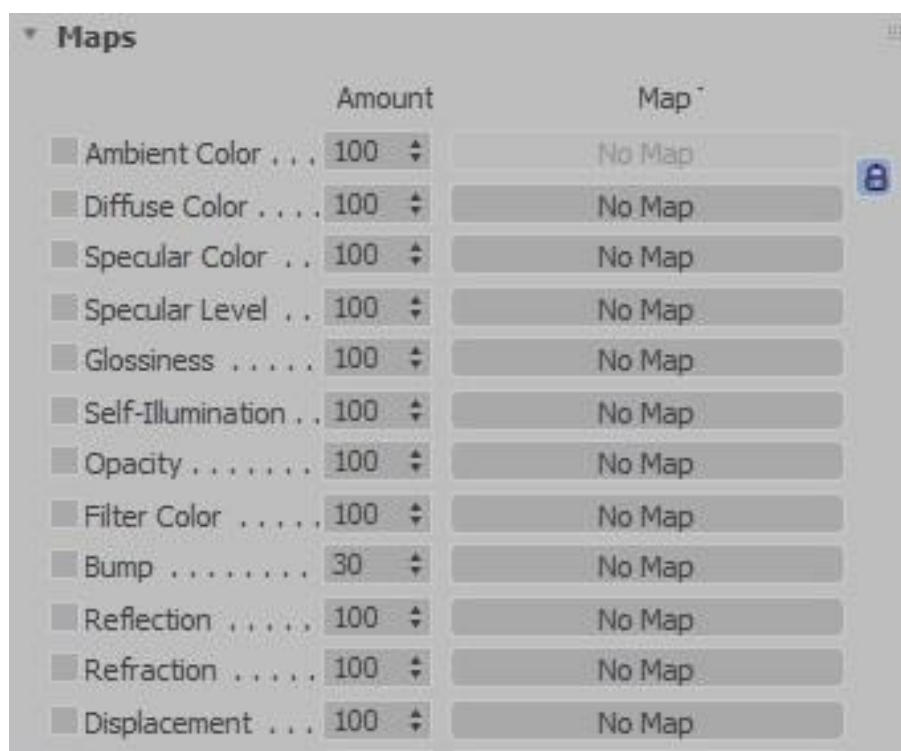 Maps
Amount Map
Ambient Color . . . 100 No Map
Diffuse Color . . . . 100 No Map
Specular Color . . 100 No Map
Specular Level . . 100 No Map
Glossiness . . . . . 100 No Map
Self-Illumination . . 100 No Map
Opacity . . . . . . . 100 No Map
Filter Color . . . . . 100 No Map
Bump . . . . . . . . 30 No Map
Reflection . . . . . 100 No Map
Refraction . . . . . 100 No Map
Displacement . . . 100 No Map